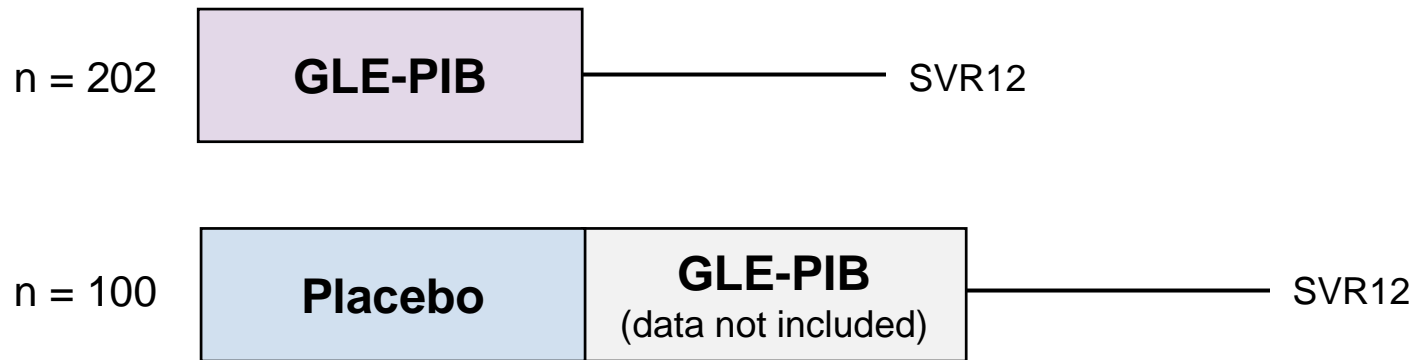 n = 202 GLE-PIB SVR12
n = 100 Placebo GLE-PIB (data not included) SVR12